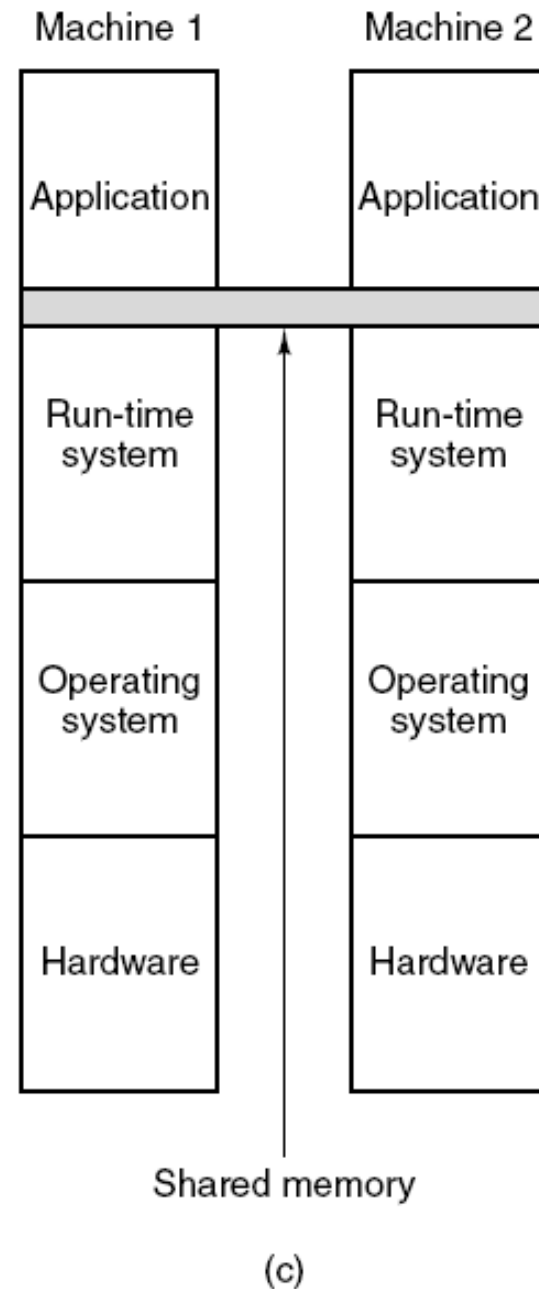 Machine 1
Machine 2
Application
Application
Run-time
system
Run-time
system
Operating
system
Operating
system
Hardware
Hardware
Shared memory
(c)